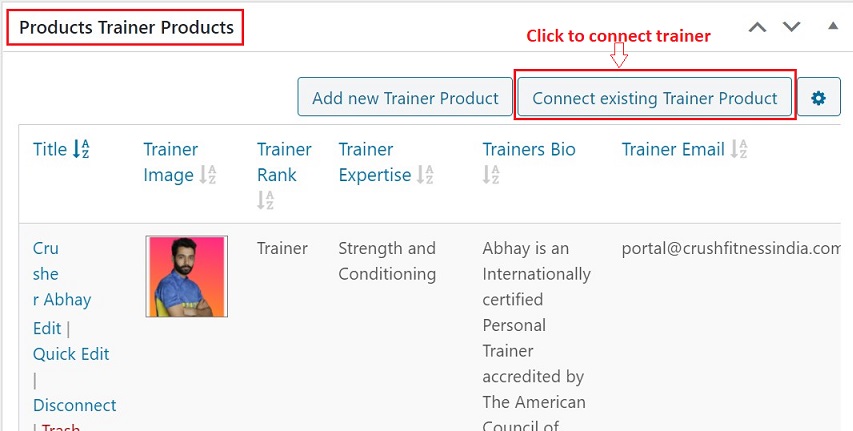 Products Trainer Products
Click to connect trainer
Add new Trainer Product
Connect existing Trainer Product
Title
Trainer Image
Trainer Rank
Trainer Expertise
Trainers Bio
Trainer Email
Cru
she
r Abhay
Edit |
Quick Edit
|
Disconnect
| Trash
Trainer
Strength and
Conditioning
Abhay is an
Internationally
certified
Personal
Trainer
accredited by
The American
Council of
portal@crushfitnessindia.com